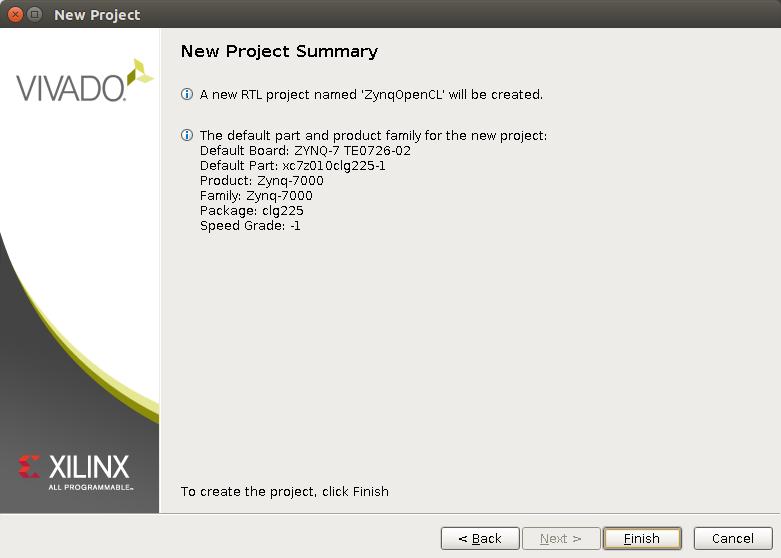 New Project
VIVADO.
New Project Summary
A new RTL project named 'ZynqOpenCL' will be created.
The default part and product family for the new project:
Default Board: ZYNQ-7 TE0726-02
Default Part: xc7z010clg225-1
Product: Zynq-7000
Family: Zynq-7000
Package: clg225
Speed Grade: -1
XILINX
ALL PROGRAMMABLE™
To create the project, click Finish
< Back
Next >
Finish
Cancel